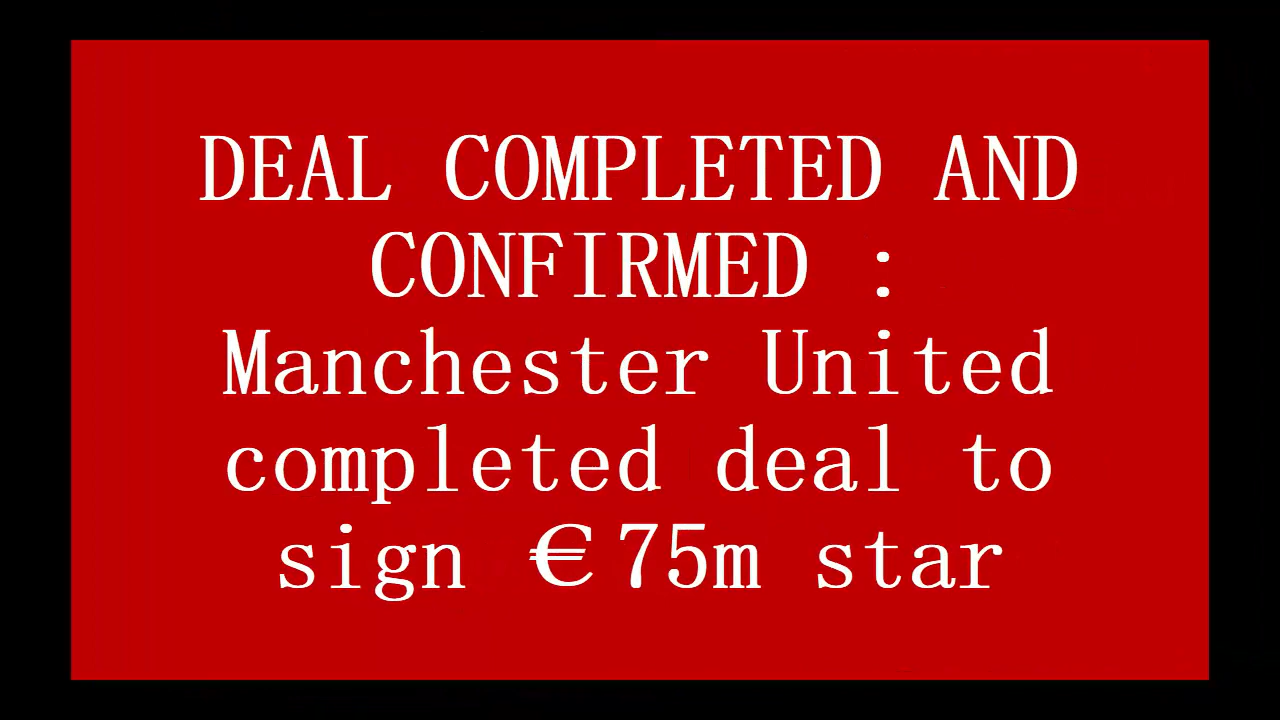 DEAL COMPLETED AND
CONFIRMED :
Manchester United
completed deal to
sign €75m star